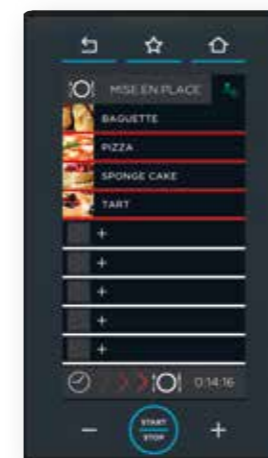 MISE EN PLACE
BAGUETTE
PIZZA
SPONGE CAKE
TART
+
+
+
+
+
0:14:16
- START +
STOP